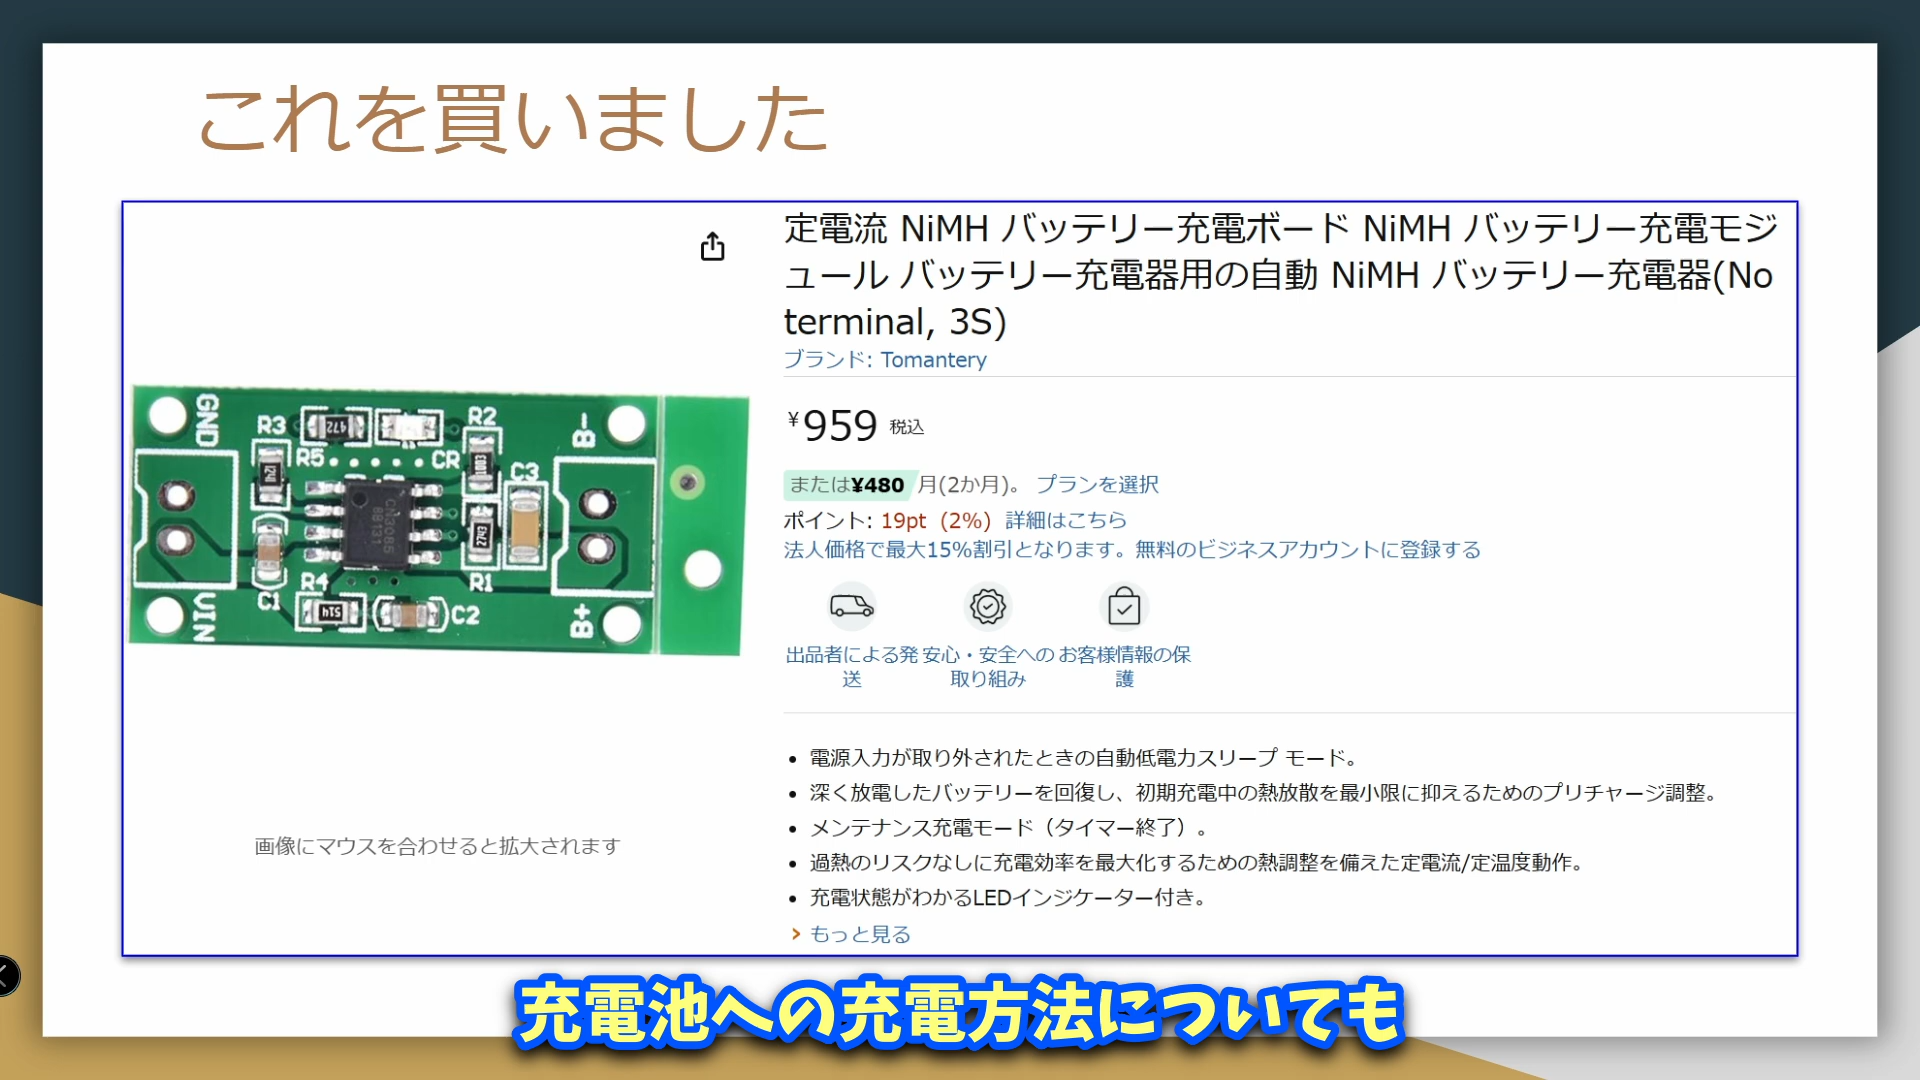 これを買いました
定電流 NiMH バッテリー充電ボード NiMH バッテリー充電モジ
ュール バッテリー充電器用の自動 NiMH バッテリー充電器(No
terminal, 3S)
ブランド: Tomantery
¥959 税込
または¥480 月(2か月)。 プランを選択
ポイント: 19pt (2%) 詳細はこちら
法人価格で最大15%割引となります。無料のビジネスアカウントに登録する
出品者による発
送
安心・安全への
取り組み
お客様情報の保
護
電源入力が取り外されたときの自動低電力スリープ モード。
深く放電したバッテリーを回復し、初期充電中の熱放散を最小限に抑えるためのプリチャージ調整。
メンテナンス充電モード（タイマー終了）。
過熱のリスクなしに充電効率を最大化するための熱調整を備えた定電流/定温度動作。
充電状態がわかるLEDインジケーター付き。
もっと見る
GND
R3
472
R2
B-
R5
CR
C3
CN3085
R4
R1
C1
514
C2
VIN
B+
画像にマウスを合わせると拡大されます
充電池への充電方法についても